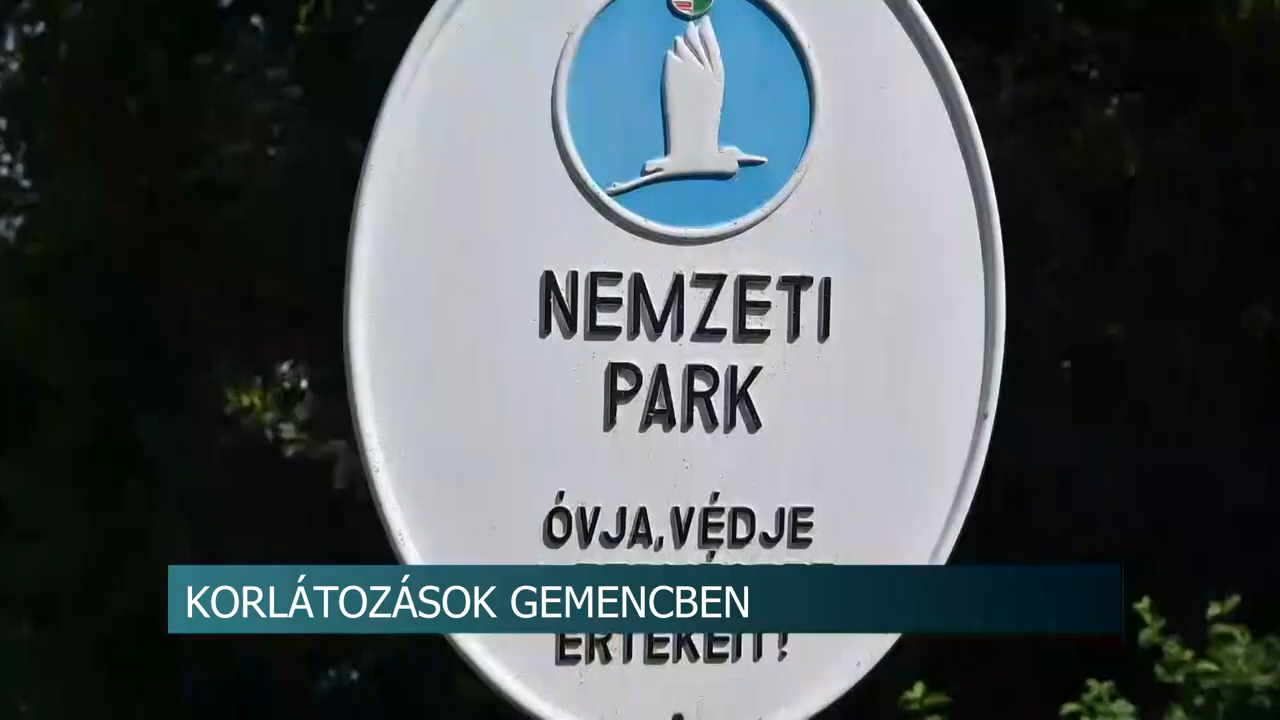 NEMZETI
PARK
ÓVJA, VÉDJE
KORLÁTOZÁSOK GEMENCBEN
ÉRTÉKEIT!